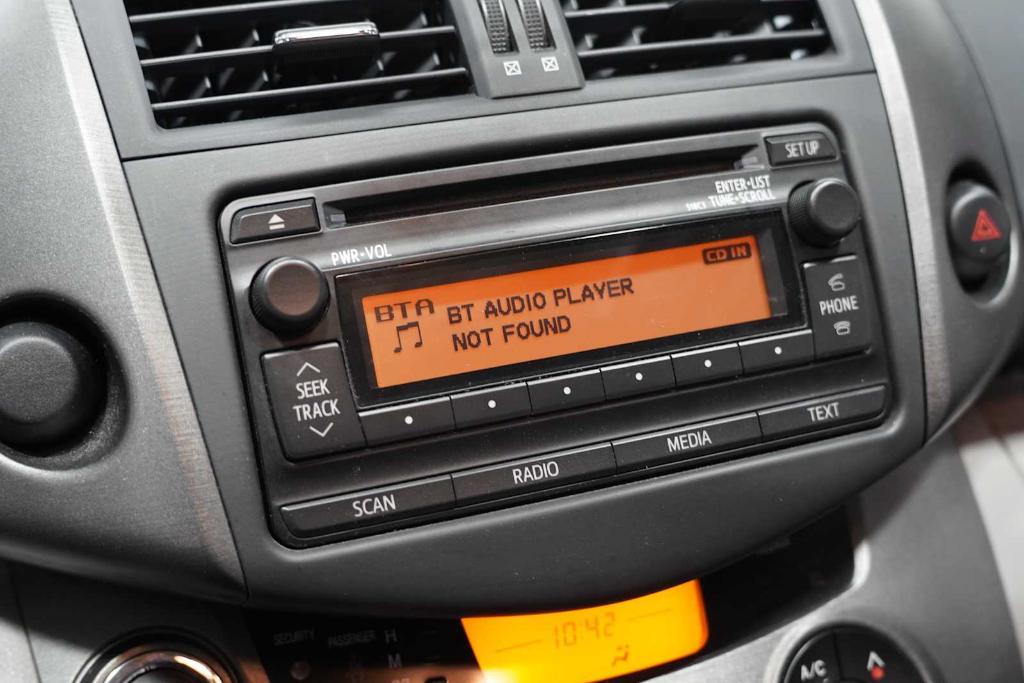 SET UP
ENTER•LIST
TUNE•SCROLL
PWR•VOL
CD IN
BTA BT AUDIO PLAYER
NOT FOUND
PHONE
SEEK
TRACK
SCAN
RADIO
MEDIA
TEXT
SECURITY
PASSENGER
H
M
10:42
A/C